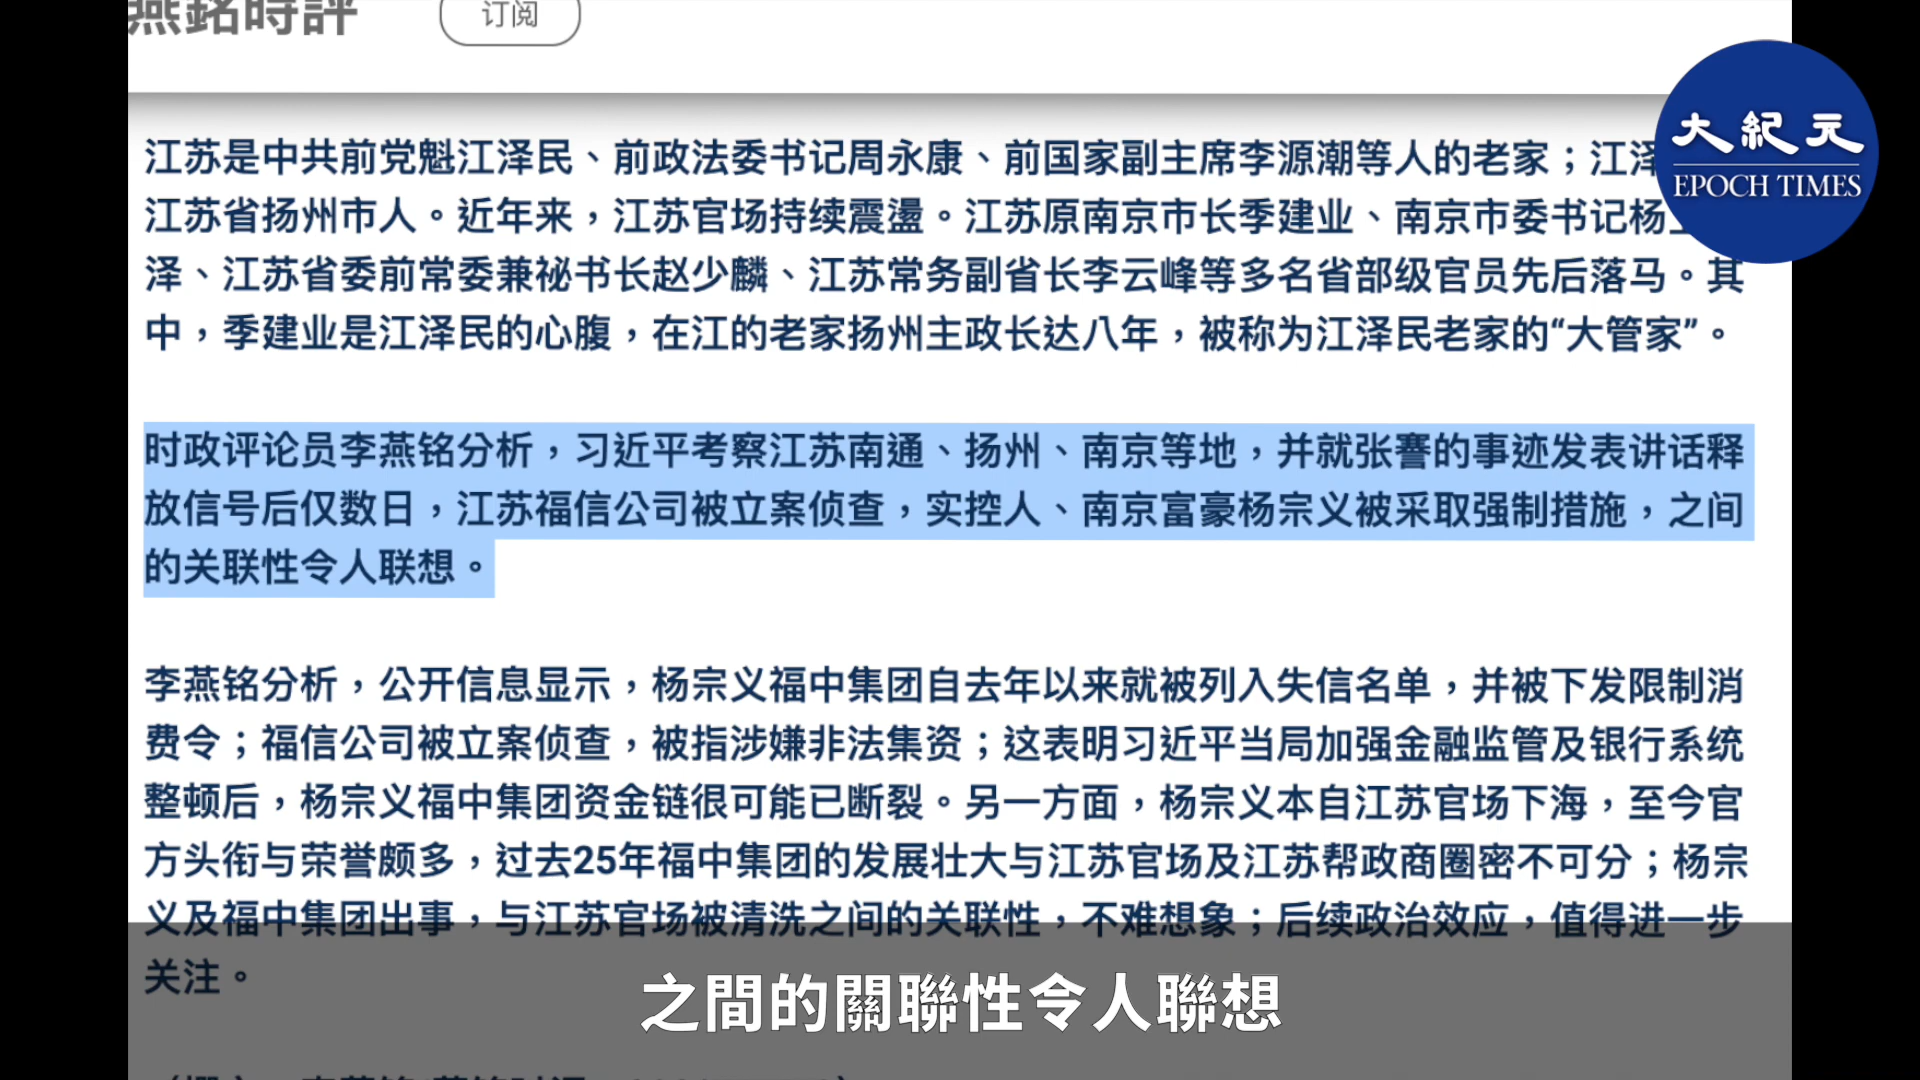 燕銘時評
订阅
大紀元
EPOCH TIMES
江苏是中共前党魁江泽民、前政法委书记周永康、前国家副主席李源潮等人的老家；江泽
江苏省扬州市人。近年来，江苏官场持续震盪。江苏原南京市长季建业、南京市委书记杨
泽、江苏省委前常委兼祕书长赵少麟、江苏常务副省长李云峰等多名省部级官员先后落马。其
中，季建业是江泽民的心腹，在江的老家扬州主政长达八年，被称为江泽民老家的“大管家”。
时政评论员李燕铭分析，习近平考察江苏南通、扬州、南京等地，并就张謇的事迹发表讲话释
放信号后仅数日，江苏福信公司被立案侦查，实控人、南京富豪杨宗义被采取强制措施，之间
的关联性令人联想。
李燕铭分析，公开信息显示，杨宗义福中集团自去年以来就被列入失信名单，并被下发限制消
费令；福信公司被立案侦查，被指涉嫌非法集资；这表明习近平当局加强金融监管及银行系统
整顿后，杨宗义福中集团资金链很可能已断裂。另一方面，杨宗义本自江苏官场下海，至今官
方头衔与荣誉颇多，过去25年福中集团的发展壮大与江苏官场及江苏帮政商圈密不可分；杨宗
义及福中集团出事，与江苏官场被清洗之间的关联性，不难想象；后续政治效应，值得进一步
关注。
之間的關聯性令人聯想